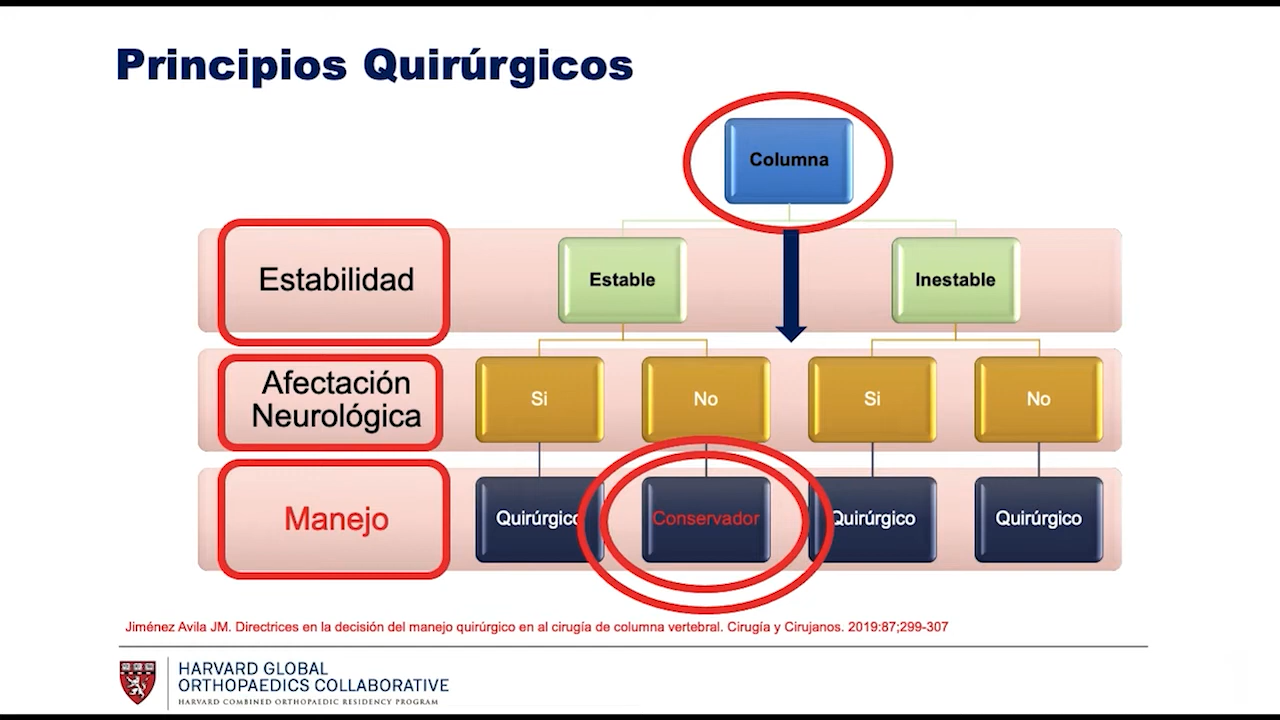 Principios Quirúrgicos
Columna
Estabilidad
Estable
Inestable
Afectación
Neurológica
Si
No
Si
No
Manejo
Quirúrgico
Conservador
Quirúrgico
Quirúrgico
Jiménez Avila JM. Directrices en la decisión del manejo quirúrgico en al cirugía de columna vertebral. Cirugía y Cirujanos. 2019:87;299-307
HARVARD GLOBAL
ORTHOPAEDICS COLLABORATIVE
HARVARD COMBINED ORTHOPAEDIC RESIDENCY PROGRAM